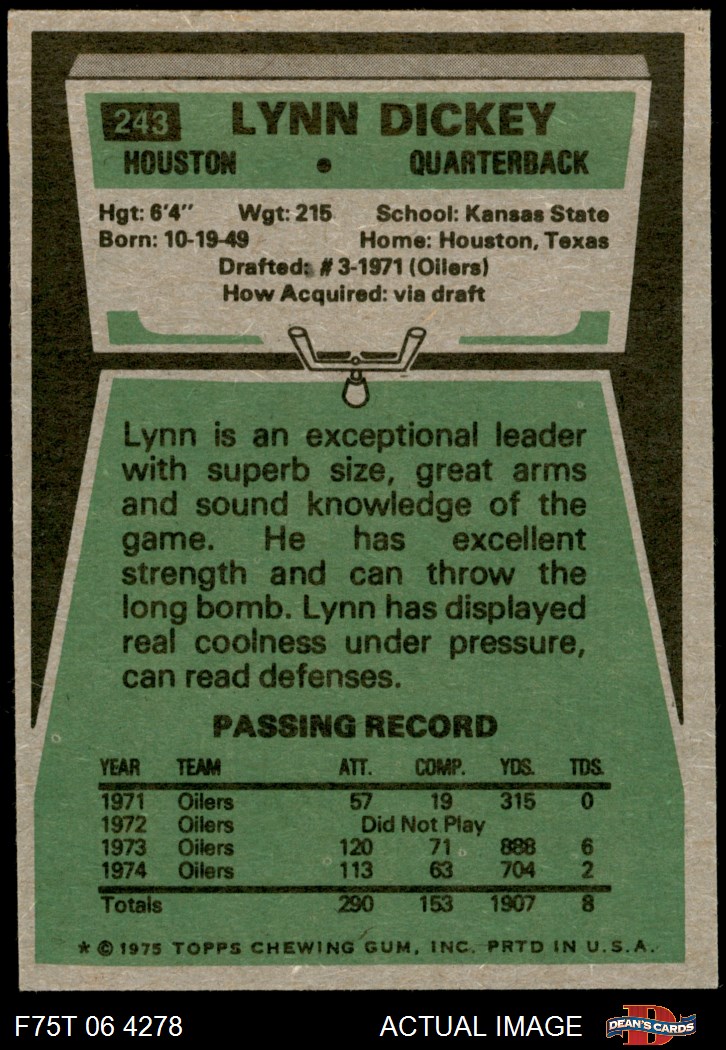 243 LYNN DICKEY
HOUSTON • QUARTERBACK
Hgt: 6'4" Wgt: 215 School: Kansas State
Born: 10-19-49 Home: Houston, Texas
Drafted: #3-1971 (Oilers)
How Acquired: via draft
Lynn is an exceptional leader
with superb size, great arms
and sound knowledge of the
game. He has excellent
strength and can throw the
long bomb. Lynn has displayed
real coolness under pressure,
can read defenses.
PASSING RECORD
YEAR TEAM ATT. COMP. YDS. TDS.
1971 Oilers 57 19 315 0
1972 Oilers Did Not Play
1973 Oilers 120 71 888 6
1974 Oilers 113 63 704 2
Totals 290 153 1907 8
* © 1975 TOPPS CHEWING GUM, INC. PRTD IN U.S.A.
F75T 06 4278 ACTUAL IMAGE D DEAN'S CARDS